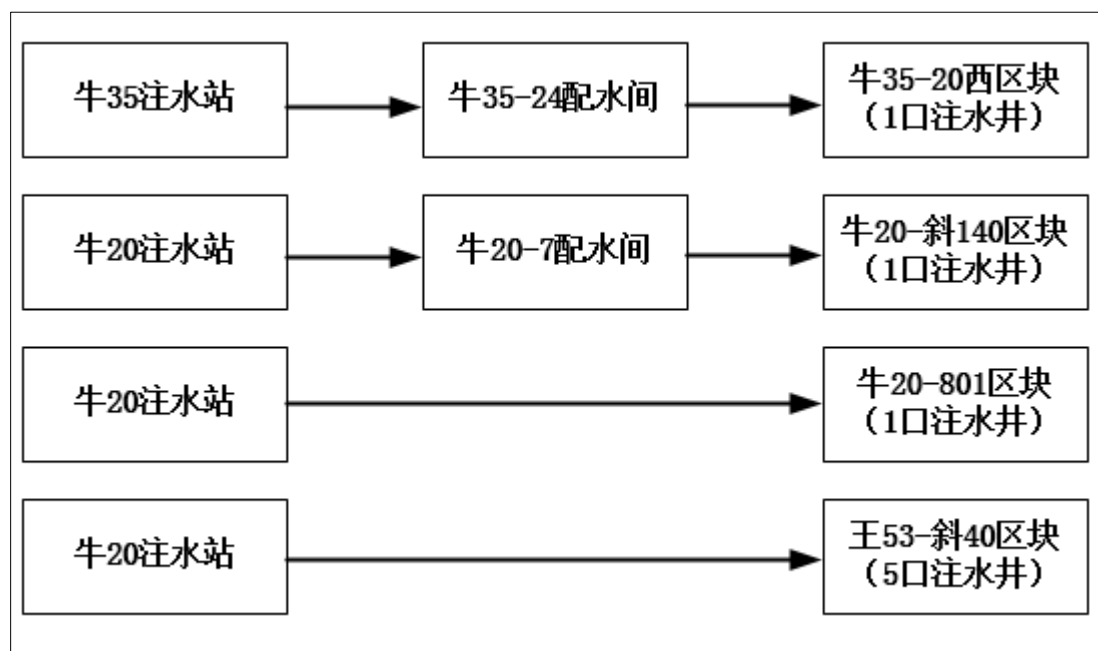 牛35注水站
牛35-24配水间
牛35-20西区块
（1口注水井）
牛20注水站
牛20-7配水间
牛20-斜140区块
（1口注水井）
牛20注水站
牛20-801区块
（1口注水井）
牛20注水站
王53-斜40区块
（5口注水井）